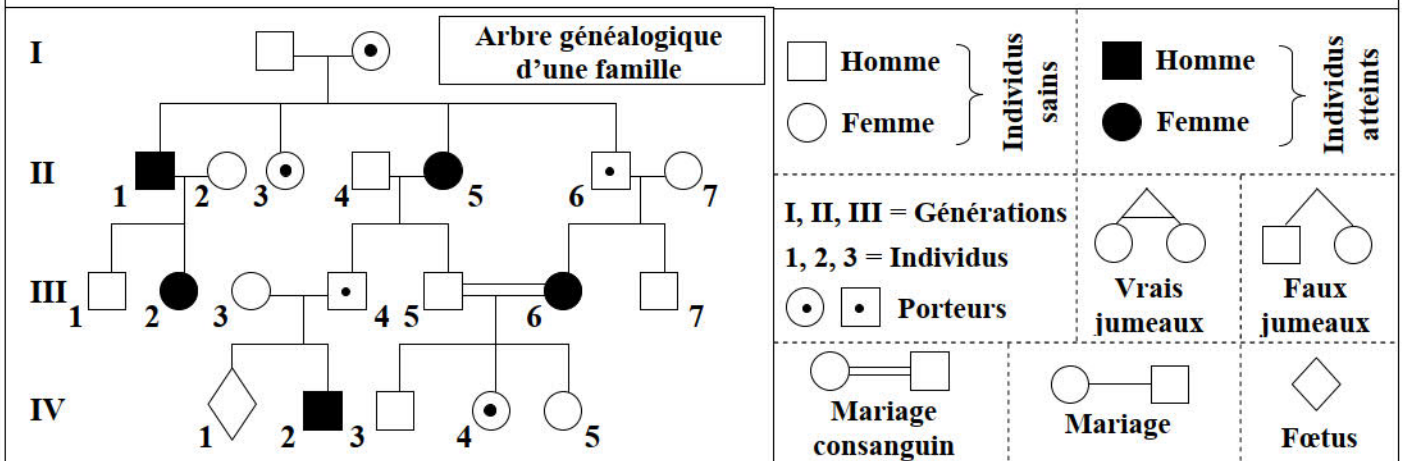 Arbre généalogique
d'une famille
I
II
1 2 3 4 5 6 7
III
1 2 3 4 5 6 7
IV
1 2 3 4 5
Homme
Femme
Individus
sains
Homme
Femme
Individus
atteints
I, II, III = Générations
1, 2, 3 = Individus
Porteurs
Vrais
jumeaux
Faux
jumeaux
Mariage
consanguin
Mariage
Fœtus